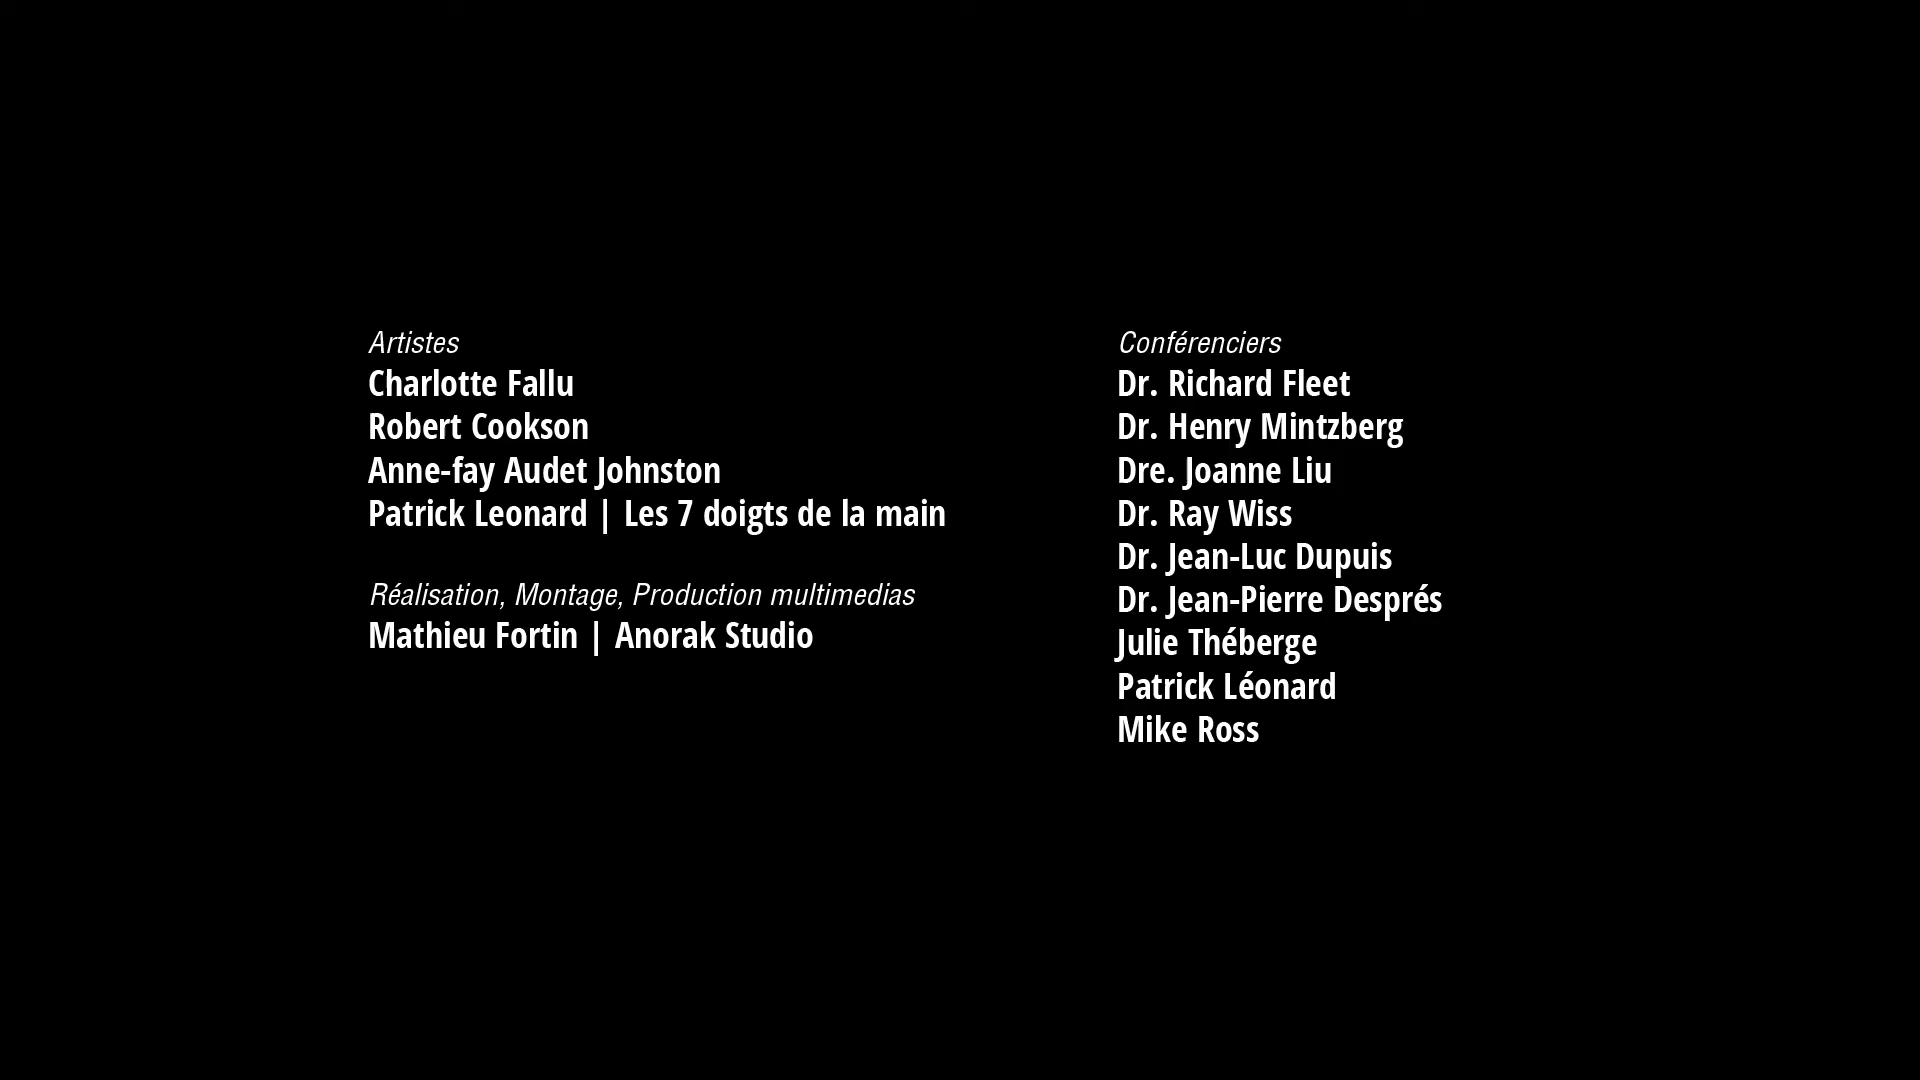 Artistes
Charlotte Fallu
Robert Cookson
Anne-fay Audet Johnston
Patrick Leonard | Les 7 doigts de la main
Réalisation, Montage, Production multimedias
Mathieu Fortin | Anorak Studio
Conférenciers
Dr. Richard Fleet
Dr. Henry Mintzberg
Dre. Joanne Liu
Dr. Ray Wiss
Dr. Jean-Luc Dupuis
Dr. Jean-Pierre Després
Julie Théberge
Patrick Léonard
Mike Ross